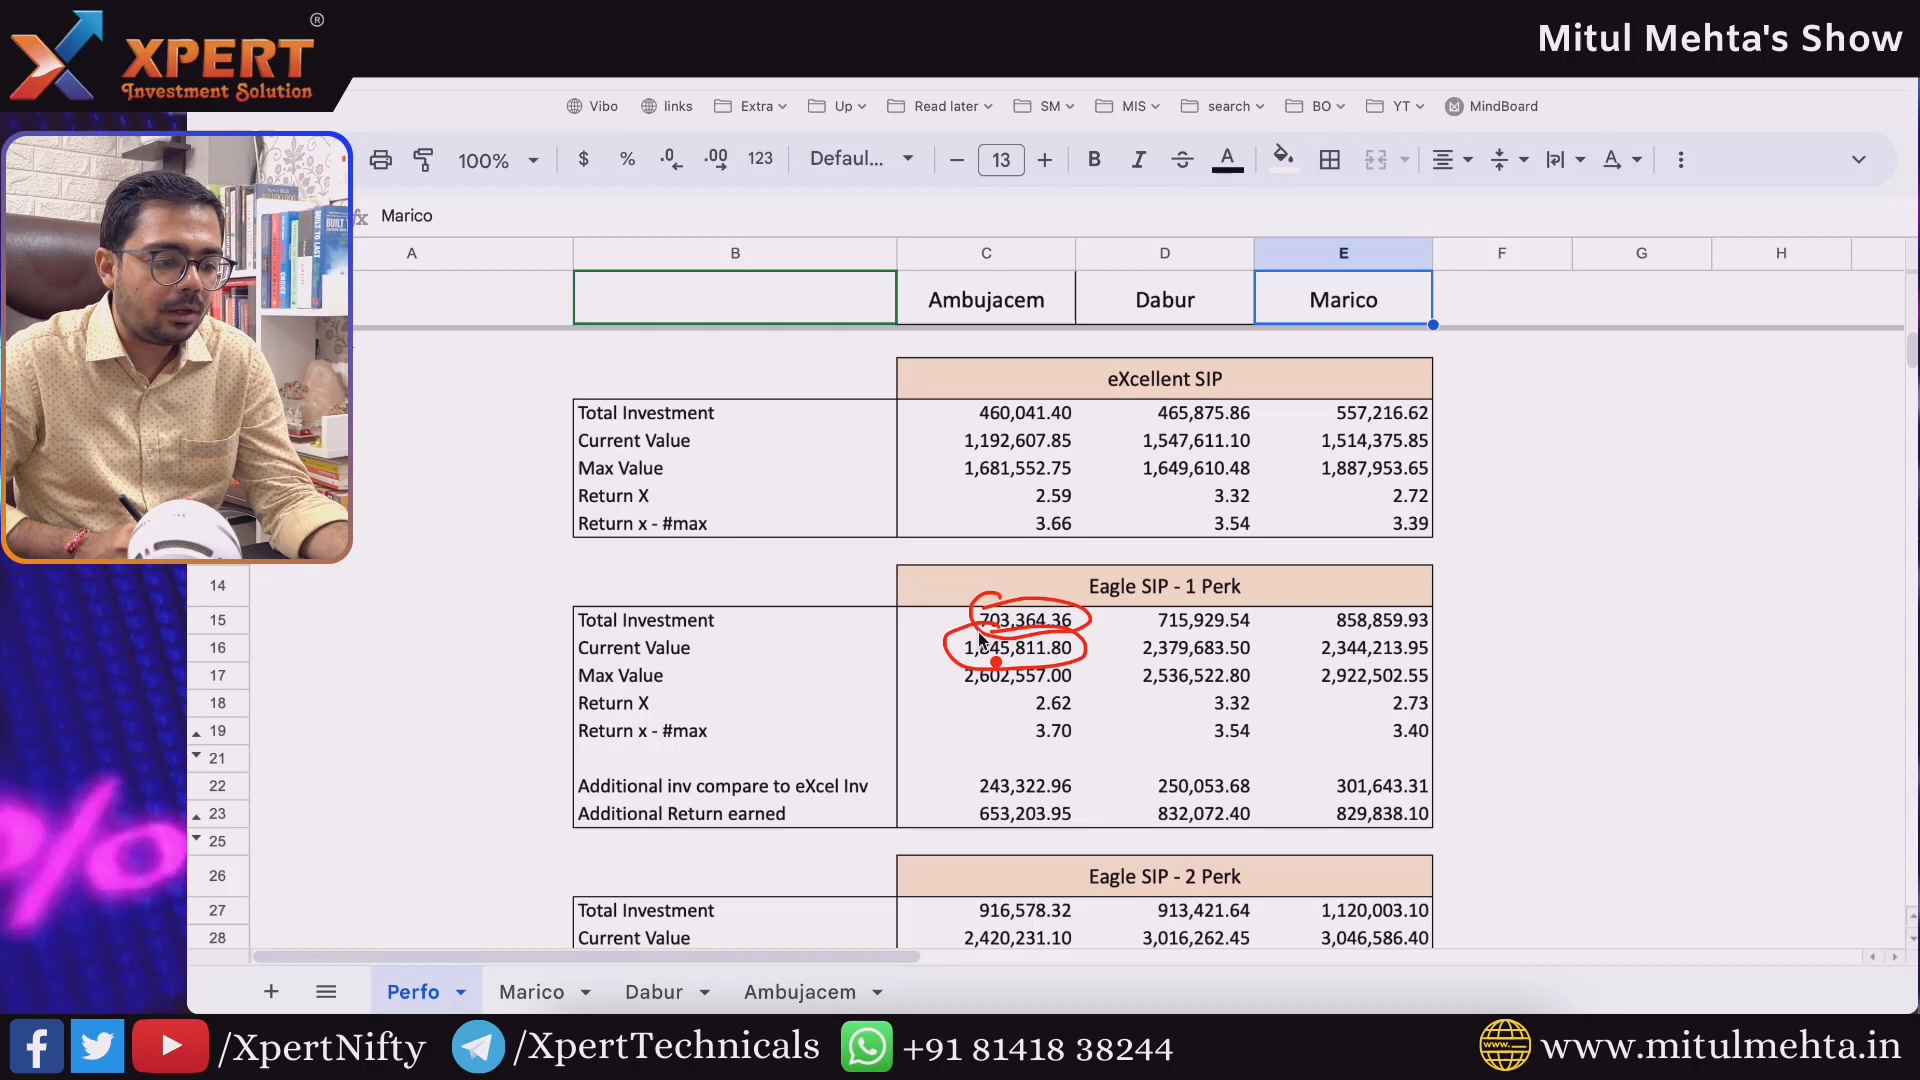 XPERT ®
Investment Solution
Mitul Mehta's Show
Vibo links Extra Up Read later SM MIS search BO YT MindBoard
100% $ % .0 .00 123 Defaul... − 13 + B I S A A
fx Marico
A B C D E F G H
Ambujacem Dabur Marico
eXcellent SIP
Total Investment 460,041.40 465,875.86 557,216.62
Current Value 1,192,607.85 1,547,611.10 1,514,375.85
Max Value 1,681,552.75 1,649,610.48 1,887,953.65
Return X 2.59 3.32 2.72
Return x - #max 3.66 3.54 3.39
14 Eagle SIP - 1 Perk
15 Total Investment 703,364.36 715,929.54 858,859.93
16 Current Value 1,845,811.80 2,379,683.50 2,344,213.95
17 Max Value 2,602,557.00 2,536,522.80 2,922,502.55
18 Return X 2.62 3.32 2.73
19 Return x - #max 3.70 3.54 3.40
21
22 Additional inv compare to eXcel Inv 243,322.96 250,053.68 301,643.31
23 Additional Return earned 653,203.95 832,072.40 829,838.10
25
26 Eagle SIP - 2 Perk
27 Total Investment 916,578.32 913,421.64 1,120,003.10
28 Current Value 2,420,231.10 3,016,262.45 3,046,586.40
+ Perfo Marico Dabur Ambujacem
/XpertNifty /XpertTechnicals +91 81418 38244 www.mitulmehta.in